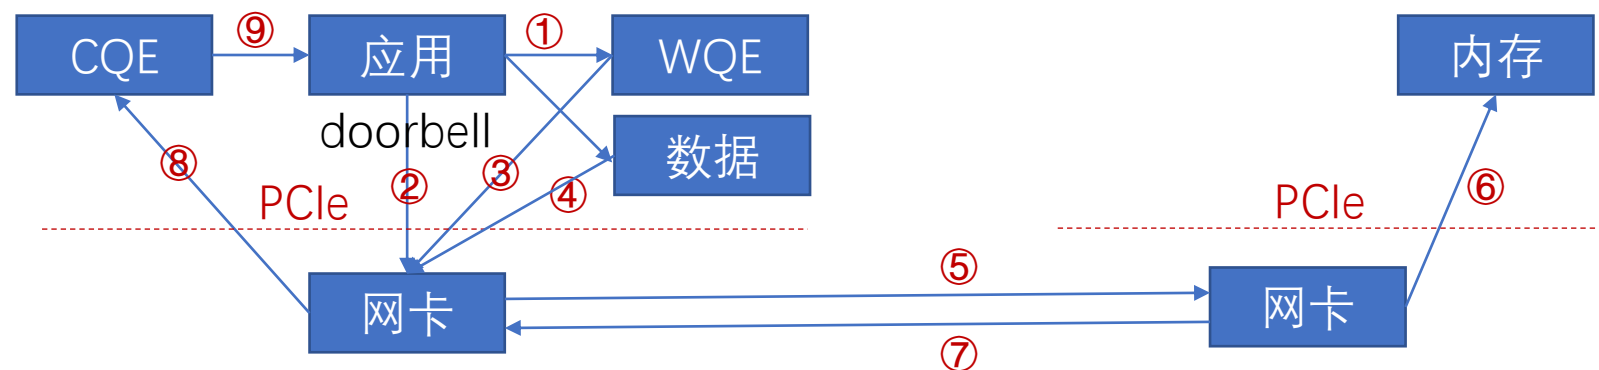 CQE
⑨
应用
①
WQE
内存
doorbell
数据
⑧
②
③
④
PCIe
PCIe
⑥
⑤
网卡
网卡
⑦